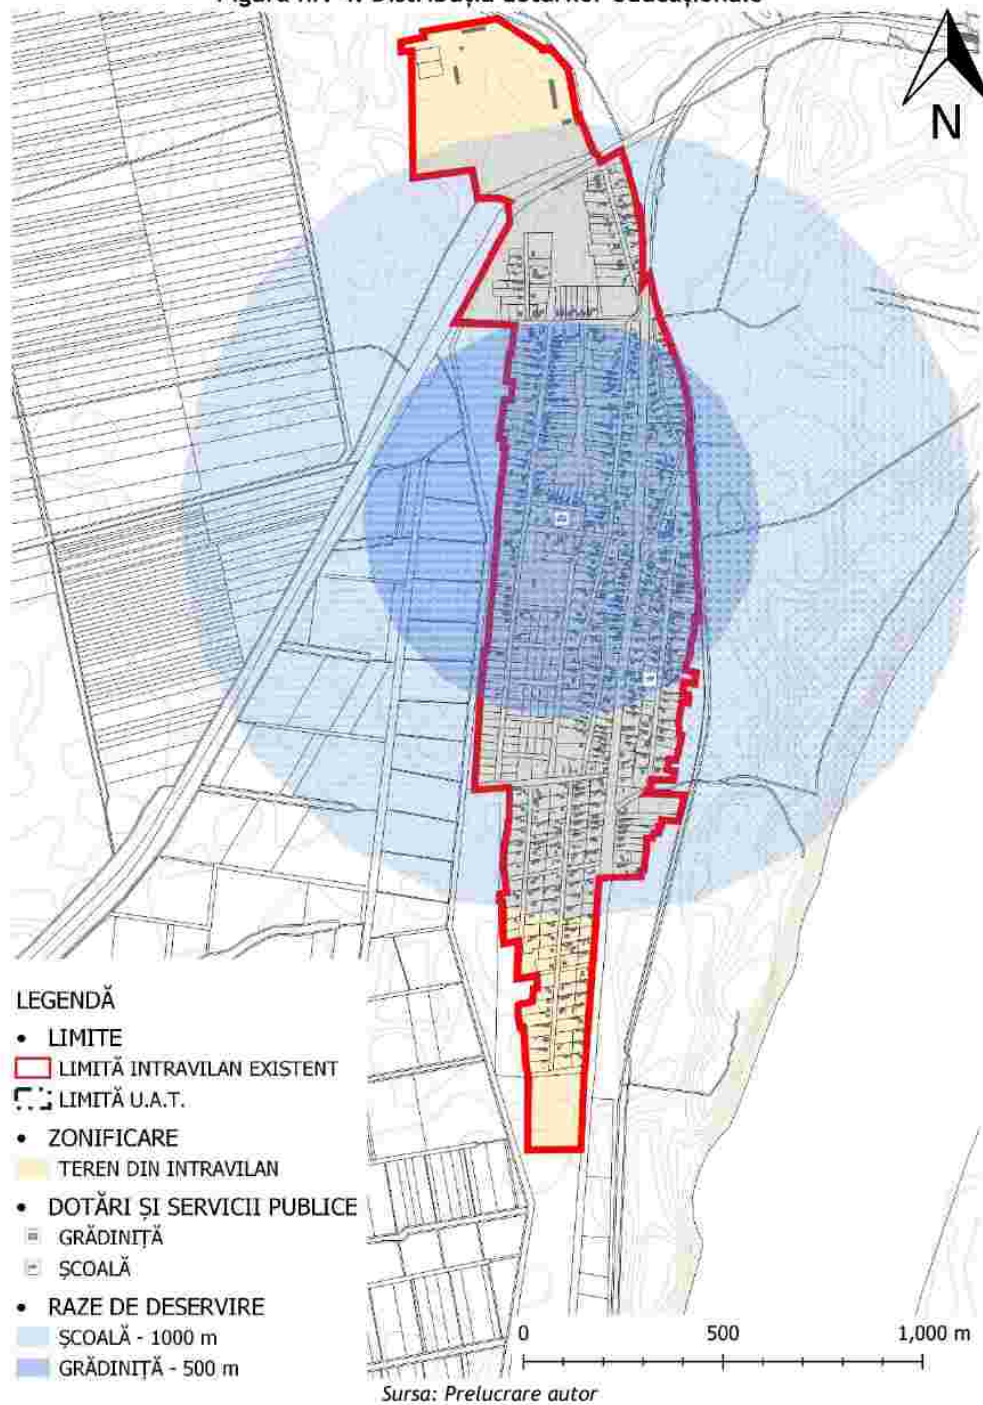 N
LEGENDĂ
• LIMITE
LIMITĂ INTRAVILAN EXISTENT
LIMITĂ U.A.T.
• ZONIFICARE
TEREN DIN INTRAVILAN
• DOTĂRI ȘI SERVICII PUBLICE
GRĂDINIȚĂ
ȘCOALĂ
• RAZE DE DESERVIRE
ȘCOALĂ - 1000 m
GRĂDINIȚĂ - 500 m
0 500 1,000 m
Sursa: Prelucrare autor